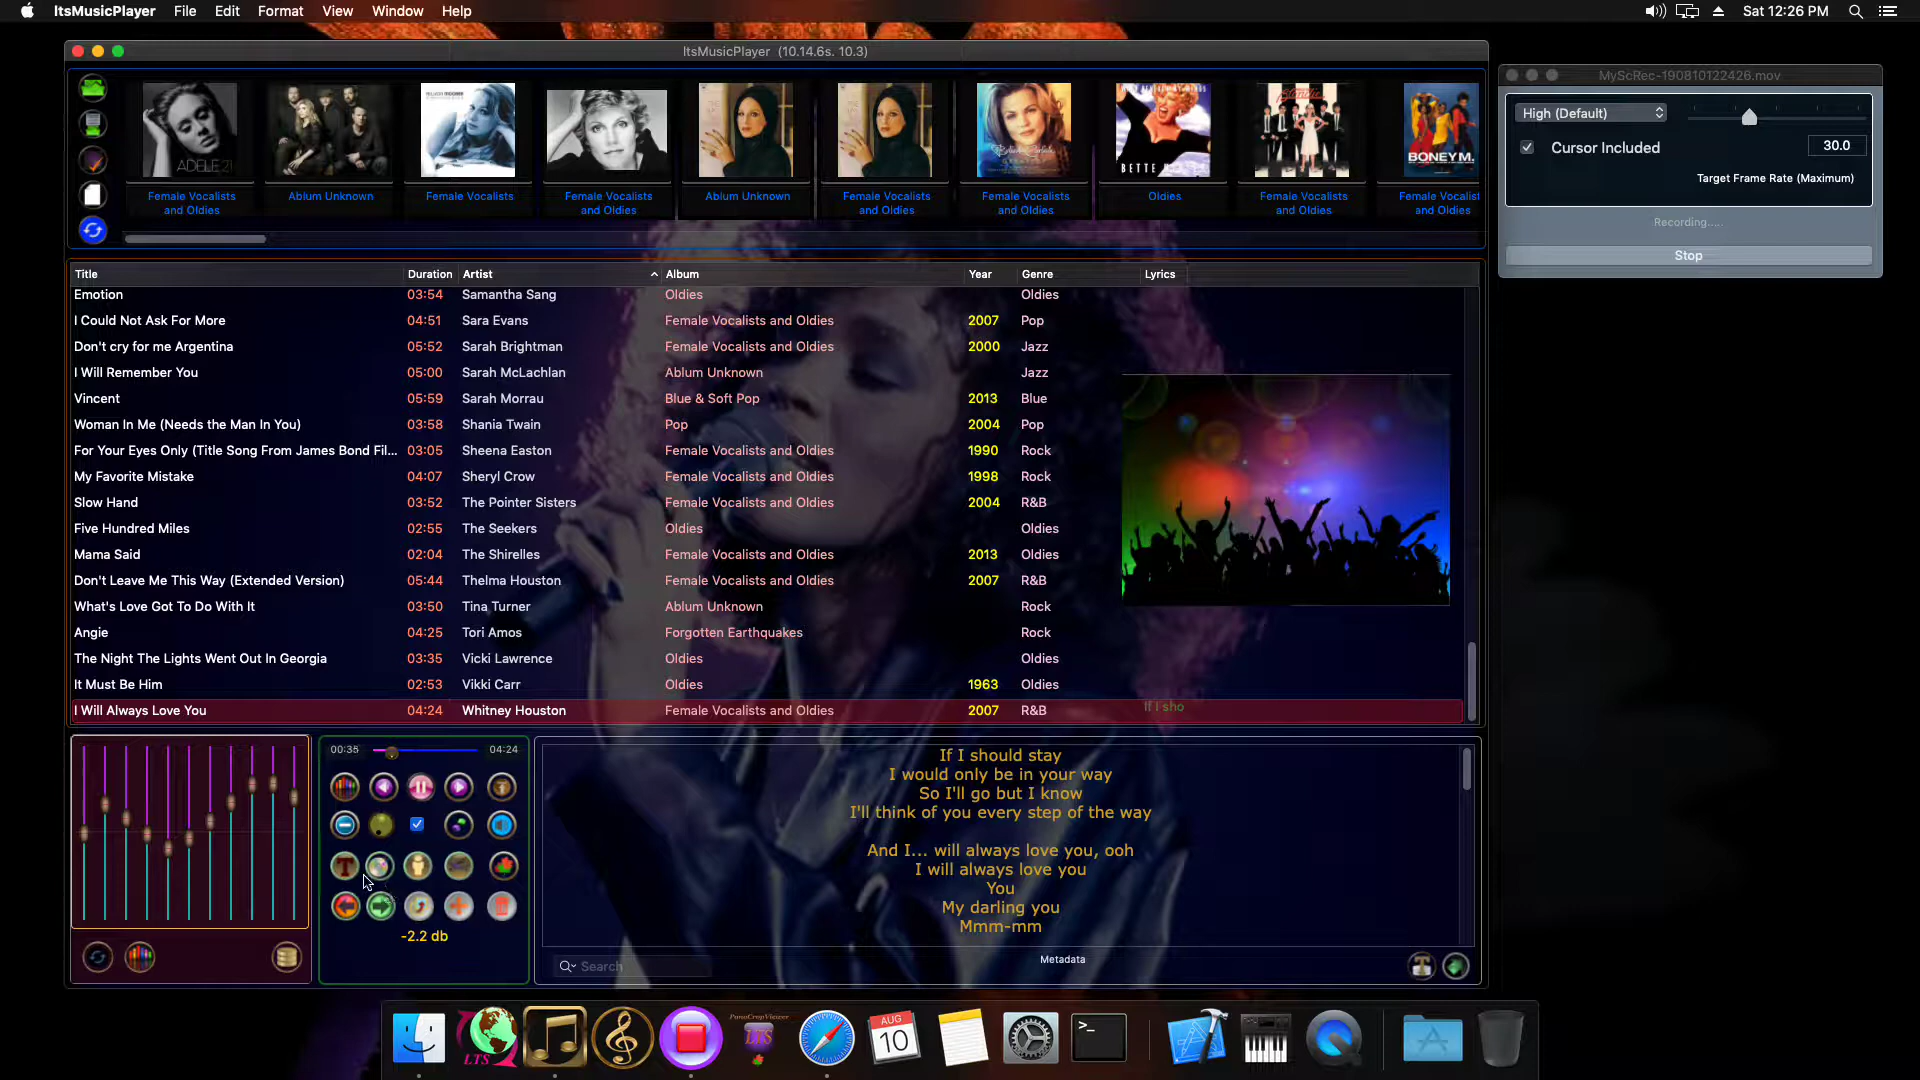 ItsMusicPlayer File Edit Format View Window Help
Sat 12:26 PM
ItsMusicPlayer (10.14.6s. 10.3)
ADELE 21
BETTE
Blondie
BONEY M.
Female Vocalists and Oldies
Ablum Unknown
Female Vocalists
Female Vocalists and Oldies
Ablum Unknown
Female Vocalists and Oldies
Female Vocalists and Oldies
Oldies
Female Vocalists and Oldies
Female Vocalists and Oldies
MyScRec-190810122426.mov
High (Default)
Cursor Included
30.0
Target Frame Rate (Maximum)
Recording.....
Stop
Title Duration Artist Album Year Genre Lyrics
Emotion 03:54 Samantha Sang Oldies Oldies
I Could Not Ask For More 04:51 Sara Evans Female Vocalists and Oldies 2007 Pop
Don't cry for me Argentina 05:52 Sarah Brightman Female Vocalists and Oldies 2000 Jazz
I Will Remember You 05:00 Sarah McLachlan Ablum Unknown Jazz
Vincent 05:59 Sarah Morrau Blue & Soft Pop 2013 Blue
Woman In Me (Needs the Man In You) 03:58 Shania Twain Pop 2004 Pop
For Your Eyes Only (Title Song From James Bond Fil... 03:05 Sheena Easton Female Vocalists and Oldies 1990 Rock
My Favorite Mistake 04:07 Sheryl Crow Female Vocalists and Oldies 1998 Rock
Slow Hand 03:52 The Pointer Sisters Female Vocalists and Oldies 2004 R&B
Five Hundred Miles 02:55 The Seekers Oldies Oldies
Mama Said 02:04 The Shirelles Female Vocalists and Oldies 2013 Oldies
Don't Leave Me This Way (Extended Version) 05:44 Thelma Houston Female Vocalists and Oldies 2007 R&B
What's Love Got To Do With It 03:50 Tina Turner Ablum Unknown Rock
Angie 04:25 Tori Amos Forgotten Earthquakes Rock
The Night The Lights Went Out In Georgia 03:35 Vicki Lawrence Oldies Oldies
It Must Be Him 02:53 Vikki Carr Oldies 1963 Oldies
I Will Always Love You 04:24 Whitney Houston Female Vocalists and Oldies 2007 R&B If I sho
00:35 04:24
-2.2 db
If I should stay
I would only be in your way
So I'll go but I know
I'll think of you every step of the way
And I... will always love you, ooh
I will always love you
You
My darling you
Mmm-mm
Search
Metadata
LTS
PanoCropViewer
LTS
AUG
10